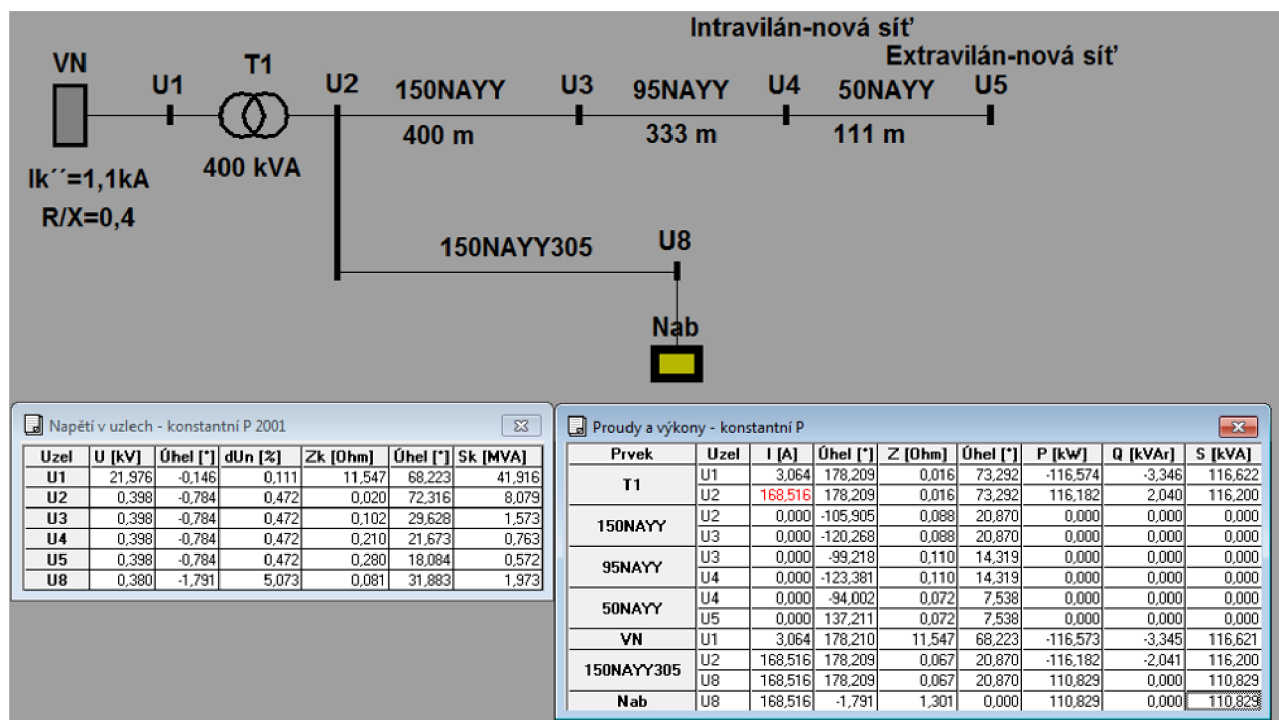 Intravilán-nová síť
Extravilán-nová síť
VN
U1
T1
U2
150NAYY
U3
95NAYY
U4
50NAYY
U5
400 m
333 m
111 m
400 kVA
Ik´´=1,1kA
R/X=0,4
150NAYY305
U8
Nab
Napětí v uzlech - konstantní P 2001
Uzel U [kV] Úhel [°] dUn [%] Zk [Ohm] Úhel [°] Sk [MVA]
U1 21,976 -0,146 0,111 11,547 68,223 41,916
U2 0,398 -0,784 0,472 0,020 72,316 8,079
U3 0,398 -0,784 0,472 0,102 29,628 1,573
U4 0,398 -0,784 0,472 0,210 21,673 0,763
U5 0,398 -0,784 0,472 0,280 18,084 0,572
U8 0,380 -1,791 5,073 0,081 31,883 1,973
Proudy a výkony - konstantní P
Prvek Uzel I [A] Úhel [°] Z [Ohm] Úhel [°] P [kW] Q [kVAr] S [kVA]
T1 U1 3,064 178,209 0,016 73,292 -116,574 -3,346 116,622
U2 168,516 178,209 0,016 73,292 116,182 2,040 116,200
150NAYY U2 0,000 -105,905 0,088 20,870 0,000 0,000 0,000
U3 0,000 -120,268 0,088 20,870 0,000 0,000 0,000
95NAYY U3 0,000 -99,218 0,110 14,319 0,000 0,000 0,000
U4 0,000 -123,381 0,110 14,319 0,000 0,000 0,000
50NAYY U4 0,000 -94,002 0,072 7,538 0,000 0,000 0,000
U5 0,000 137,211 0,072 7,538 0,000 0,000 0,000
VN U1 3,064 178,210 11,547 68,223 -116,573 -3,345 116,621
150NAYY305 U2 168,516 178,209 0,067 20,870 -116,182 -2,041 116,200
U8 168,516 178,209 0,067 20,870 110,829 0,000 110,829
Nab U8 168,516 -1,791 1,301 0,000 110,829 0,000 110,829